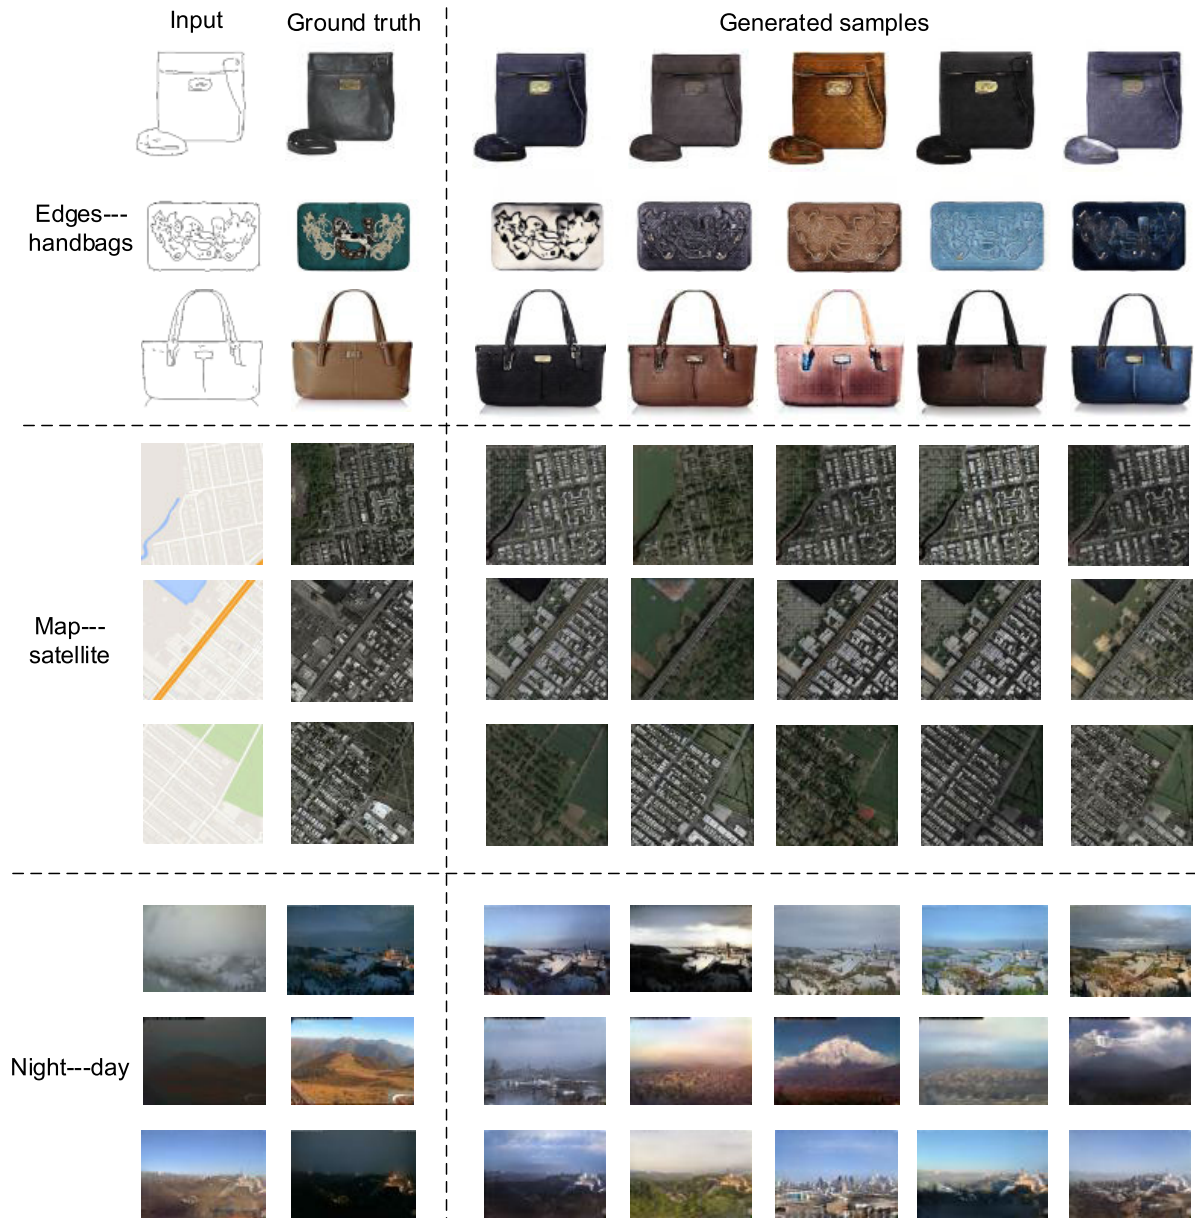 Input
Ground truth
Generated samples
Edges---
handbags
Map---
satellite
Night---day